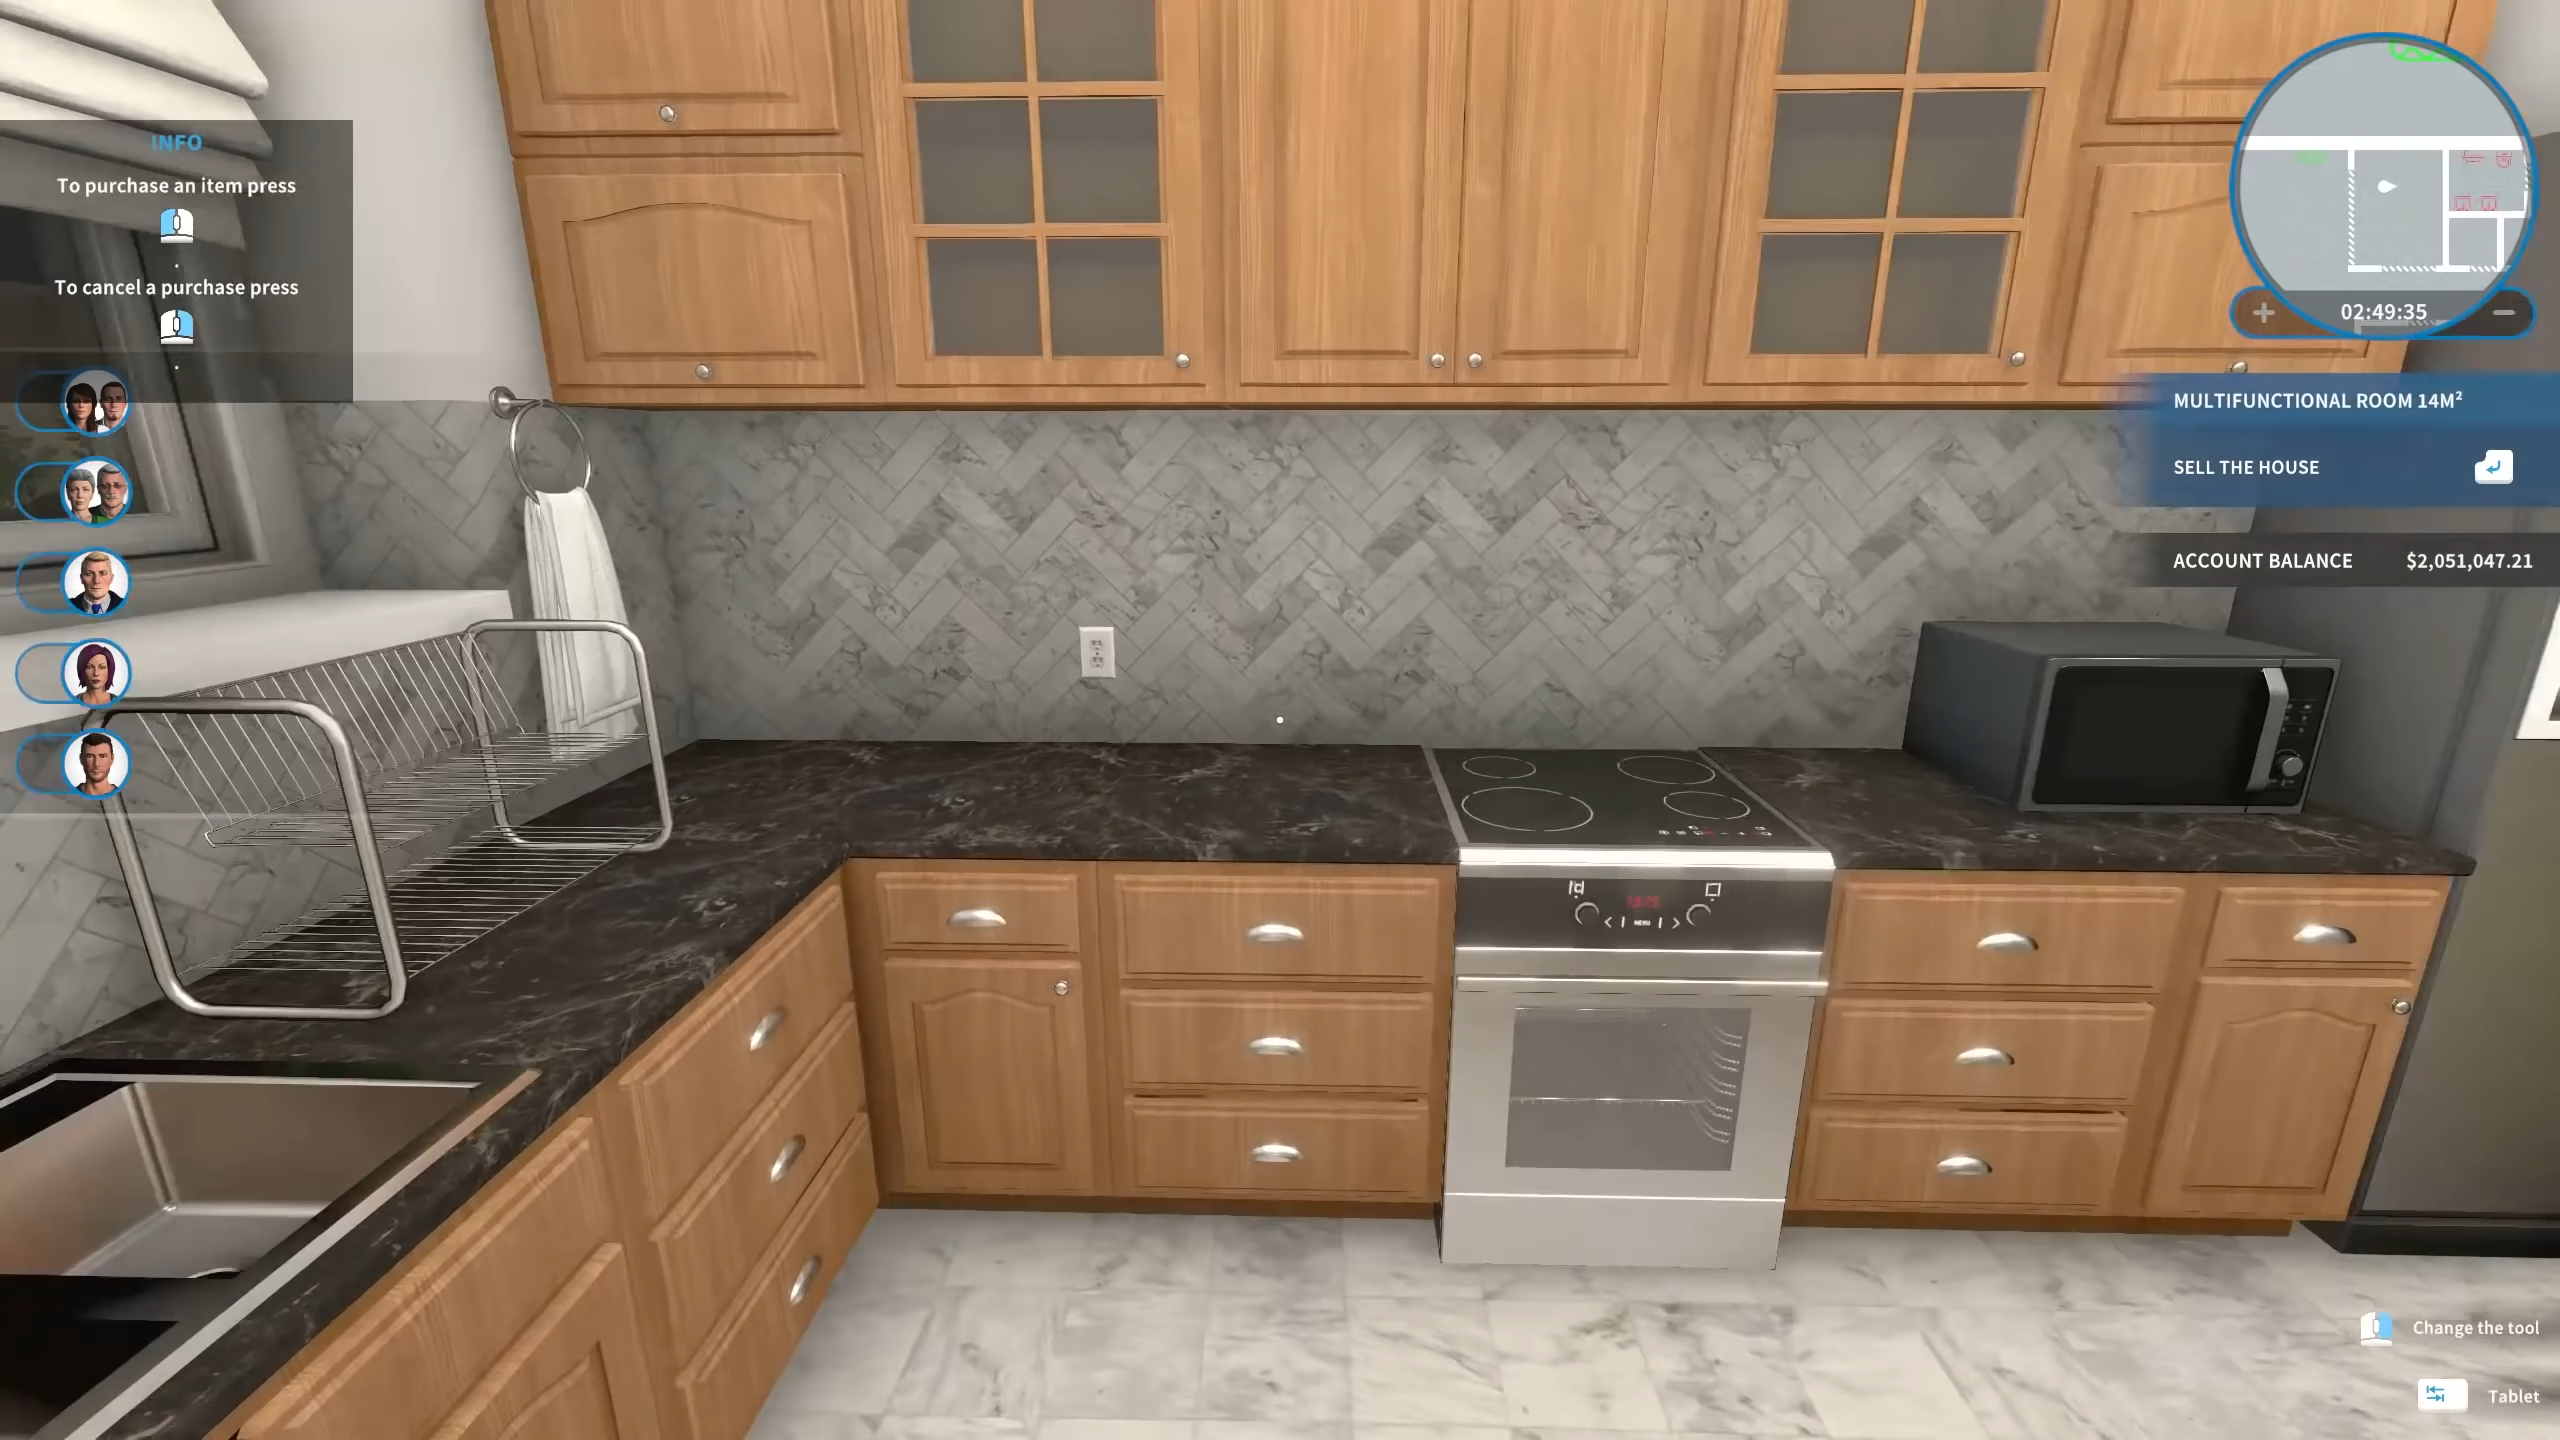 INFO
To purchase an item press
.
To cancel a purchase press
.
02:49:35
MULTIFUNCTIONAL ROOM 14M²
SELL THE HOUSE
ACCOUNT BALANCE $2,051,047.21
MENU
Change the tool
Tablet